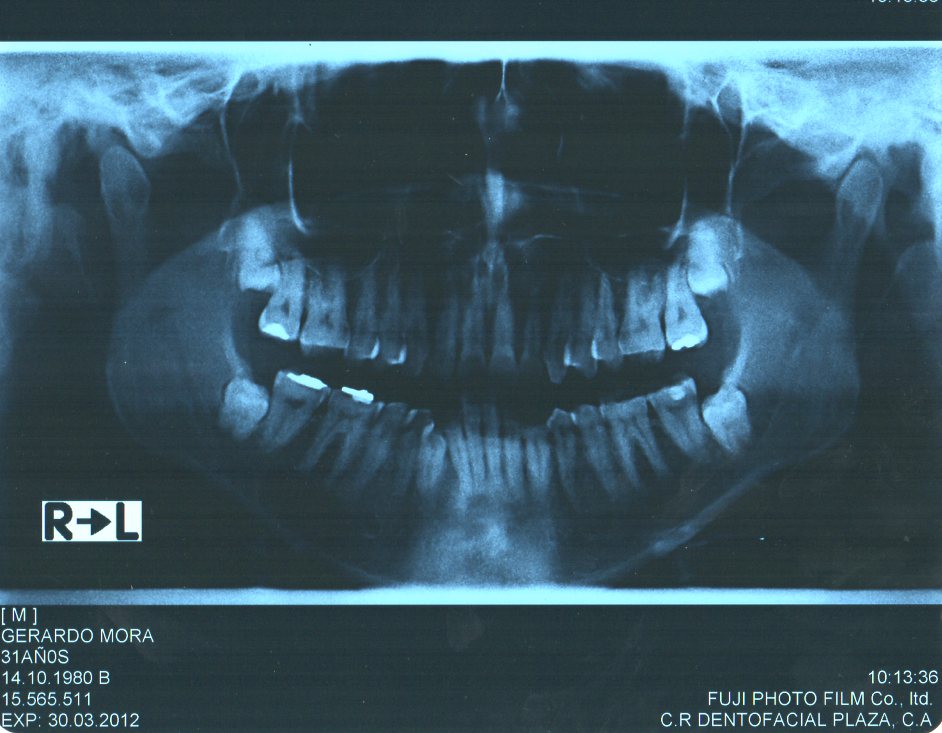 R→L
[ M ]
GERARDO MORA
31AÑ0S
14.10.1980 B
15.565.511
EXP: 30.03.2012
10:13:36
FUJI PHOTO FILM Co., ltd.
C.R DENTOFACIAL PLAZA, C.A